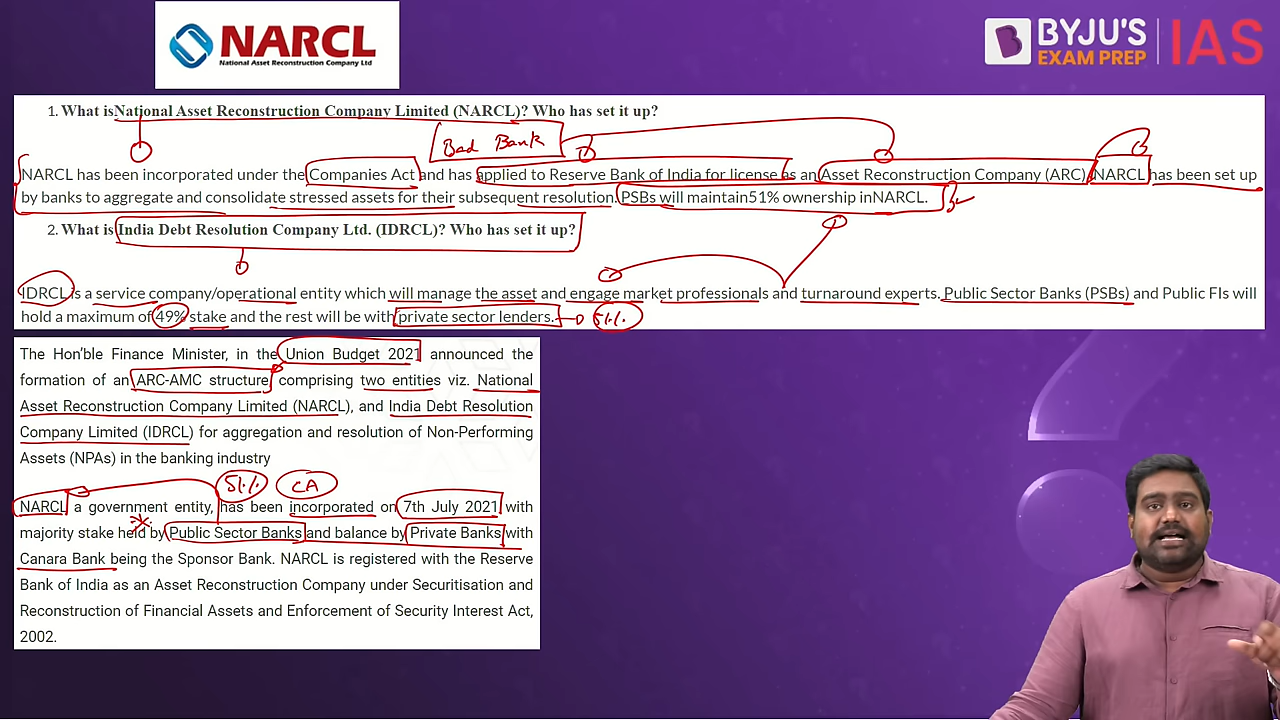 NARCL
National Asset Reconstruction Company Ltd
BYJU'S
EXAM PREP
IAS
1. What isNational Asset Reconstruction Company Limited (NARCL)? Who has set it up?
Bad Bank
NARCL has been incorporated under the Companies Act and has applied to Reserve Bank of India for license as an Asset Reconstruction Company (ARC). NARCL has been set up
by banks to aggregate and consolidate stressed assets for their subsequent resolution. PSBs will maintain51% ownership inNARCL.
2. What is India Debt Resolution Company Ltd. (IDRCL)? Who has set it up?
IDRCL is a service company/operational entity which will manage the asset and engage market professionals and turnaround experts. Public Sector Banks (PSBs) and Public FIs will
hold a maximum of 49% stake and the rest will be with private sector lenders. 51%
The Hon'ble Finance Minister, in the Union Budget 2021 announced the
formation of an ARC-AMC structure comprising two entities viz. National
Asset Reconstruction Company Limited (NARCL), and India Debt Resolution
Company Limited (IDRCL) for aggregation and resolution of Non-Performing
Assets (NPAs) in the banking industry
51% CA
NARCL a government entity, has been incorporated on 7th July 2021 with
majority stake held by Public Sector Banks and balance by Private Banks with
Canara Bank being the Sponsor Bank. NARCL is registered with the Reserve
Bank of India as an Asset Reconstruction Company under Securitisation and
Reconstruction of Financial Assets and Enforcement of Security Interest Act,
2002.